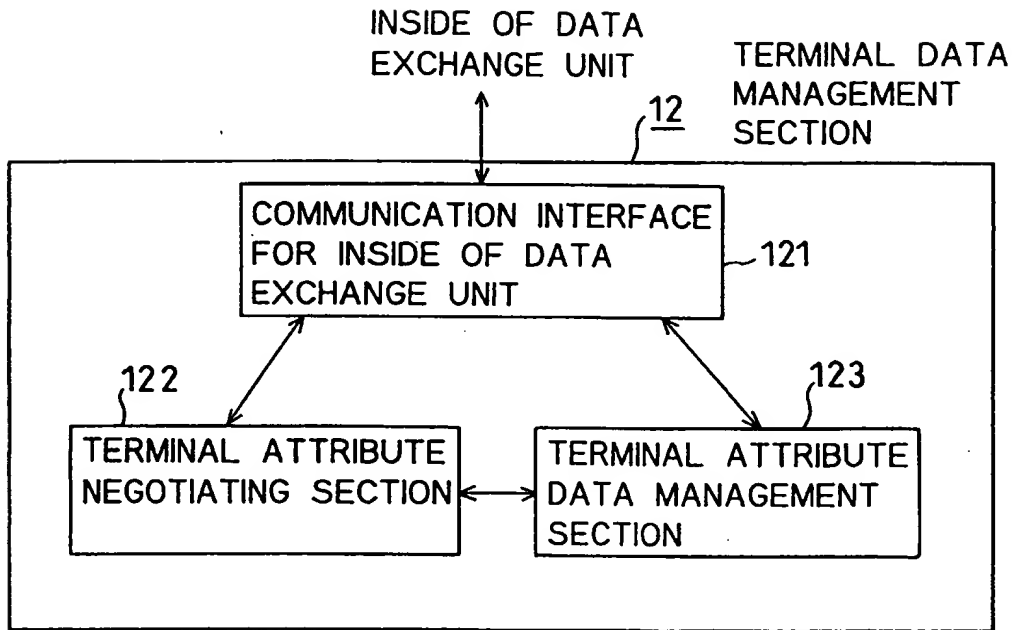 INSIDE OF DATA
EXCHANGE UNIT
TERMINAL DATA
MANAGEMENT
SECTION
12
COMMUNICATION INTERFACE
FOR INSIDE OF DATA
EXCHANGE UNIT
121
122
TERMINAL ATTRIBUTE
NEGOTIATING SECTION
123
TERMINAL ATTRIBUTE
DATA MANAGEMENT
SECTION